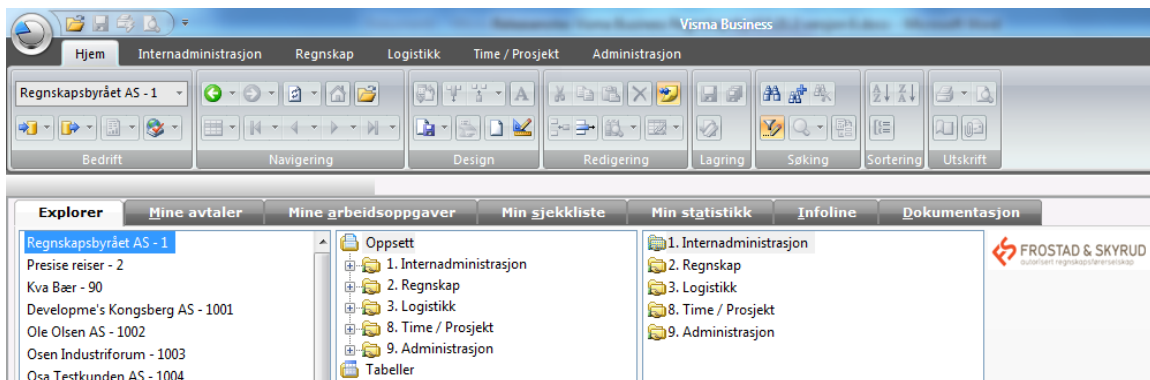 Visma Business
Hjem Internadministrasjon Regnskap Logistikk Time / Prosjekt Administrasjon
Regnskapsbyrået AS - 1
Bedrift Navigering Design Redigering Lagring Søking Sortering Utskrift
Explorer Mine avtaler Mine arbeidsoppgaver Min sjekkliste Min statistikk Infoline Dokumentasjon
Regnskapsbyrået AS - 1
Presise reiser - 2
Kva Bær - 90
Developme's Kongsberg AS - 1001
Ole Olsen AS - 1002
Osen Industriforum - 1003
Osa Testkunden AS - 1004
Oppsett
1. Internadministrasjon
2. Regnskap
3. Logistikk
8. Time / Prosjekt
9. Administrasjon
Tabeller
1. Internadministrasjon
2. Regnskap
3. Logistikk
8. Time / Prosjekt
9. Administrasjon
FROSTAD & SKYRUD
autorisert regnskapsførerselskap